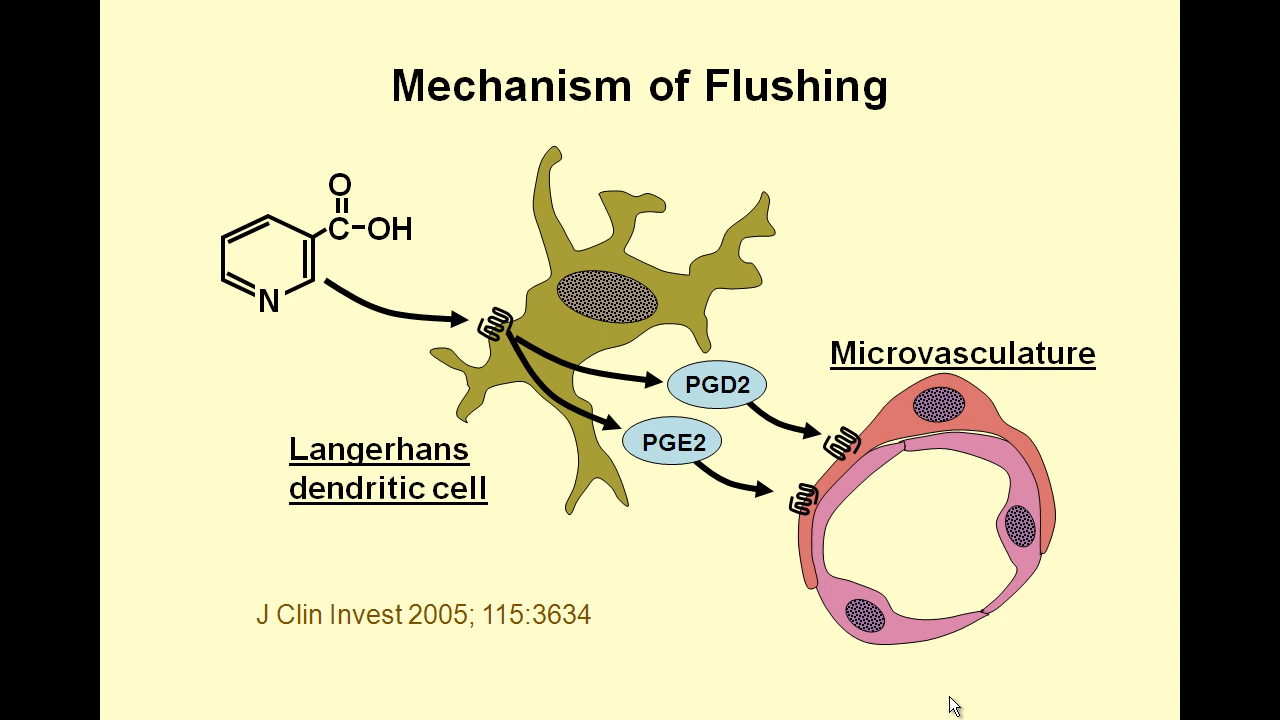 Mechanism of Flushing
O
C-OH
N
Microvasculature
PGD2
PGE2
Langerhans
dendritic cell
J Clin Invest 2005; 115:3634